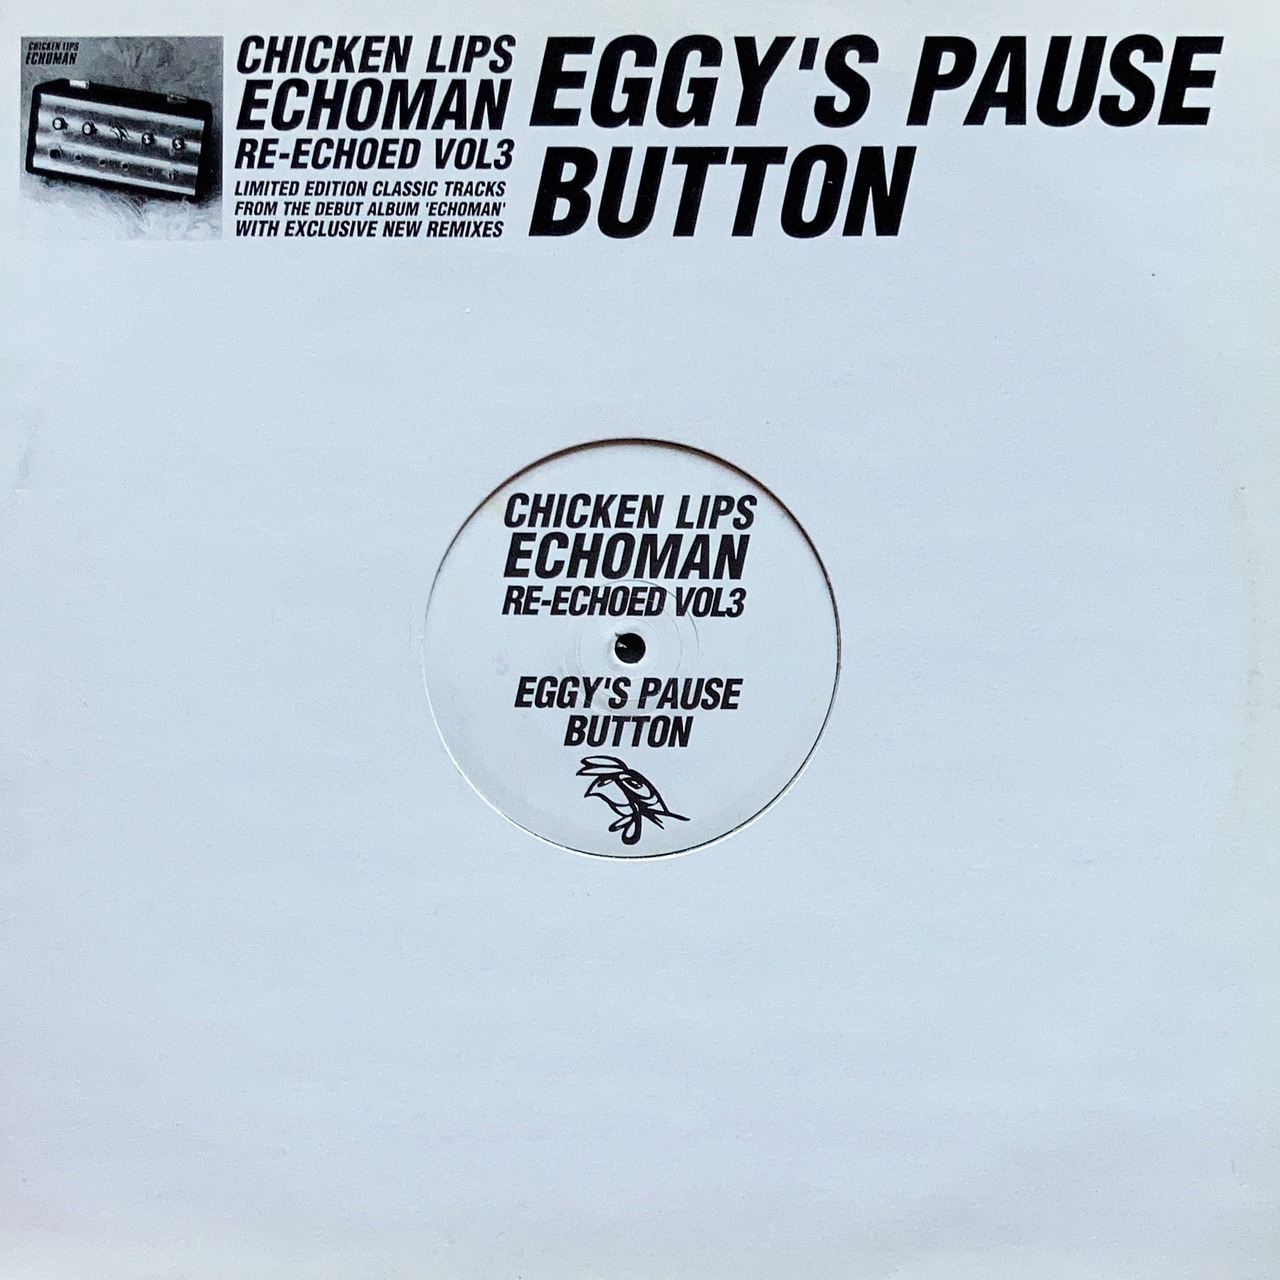 CHICKEN LIPS
ECHOMAN
CHICKEN LIPS
ECHOMAN
RE-ECHOED VOL3
LIMITED EDITION CLASSIC TRACKS
FROM THE DEBUT ALBUM 'ECHOMAN'
WITH EXCLUSIVE NEW REMIXES
EGGY'S PAUSE
BUTTON
CHICKEN LIPS
ECHOMAN
RE-ECHOED VOL3
EGGY'S PAUSE
BUTTON